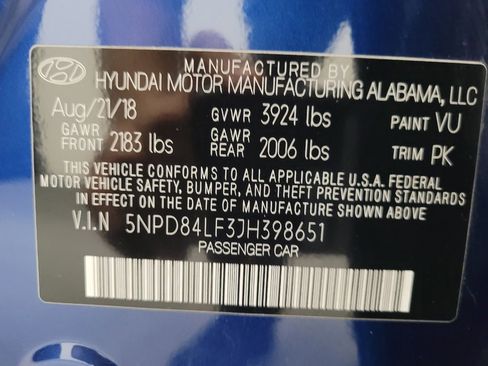 MANUFACTURED BY
HYUNDAI MOTOR MANUFACTURING ALABAMA, LLC
Aug/21/18 GVWR 3924 lbs PAINT VU
GAWR FRONT 2183 lbs GAWR REAR 2006 lbs TRIM PK
THIS VEHICLE CONFORMS TO ALL APPLICABLE U.S.A. FEDERAL
MOTOR VEHICLE SAFETY, BUMPER, AND THEFT PREVENTION STANDARDS
IN EFFECT ON THE DATE OF MANUFACTURE SHOWN ABOVE.
V.I.N 5NPD84LF3JH398651
PASSENGER CAR